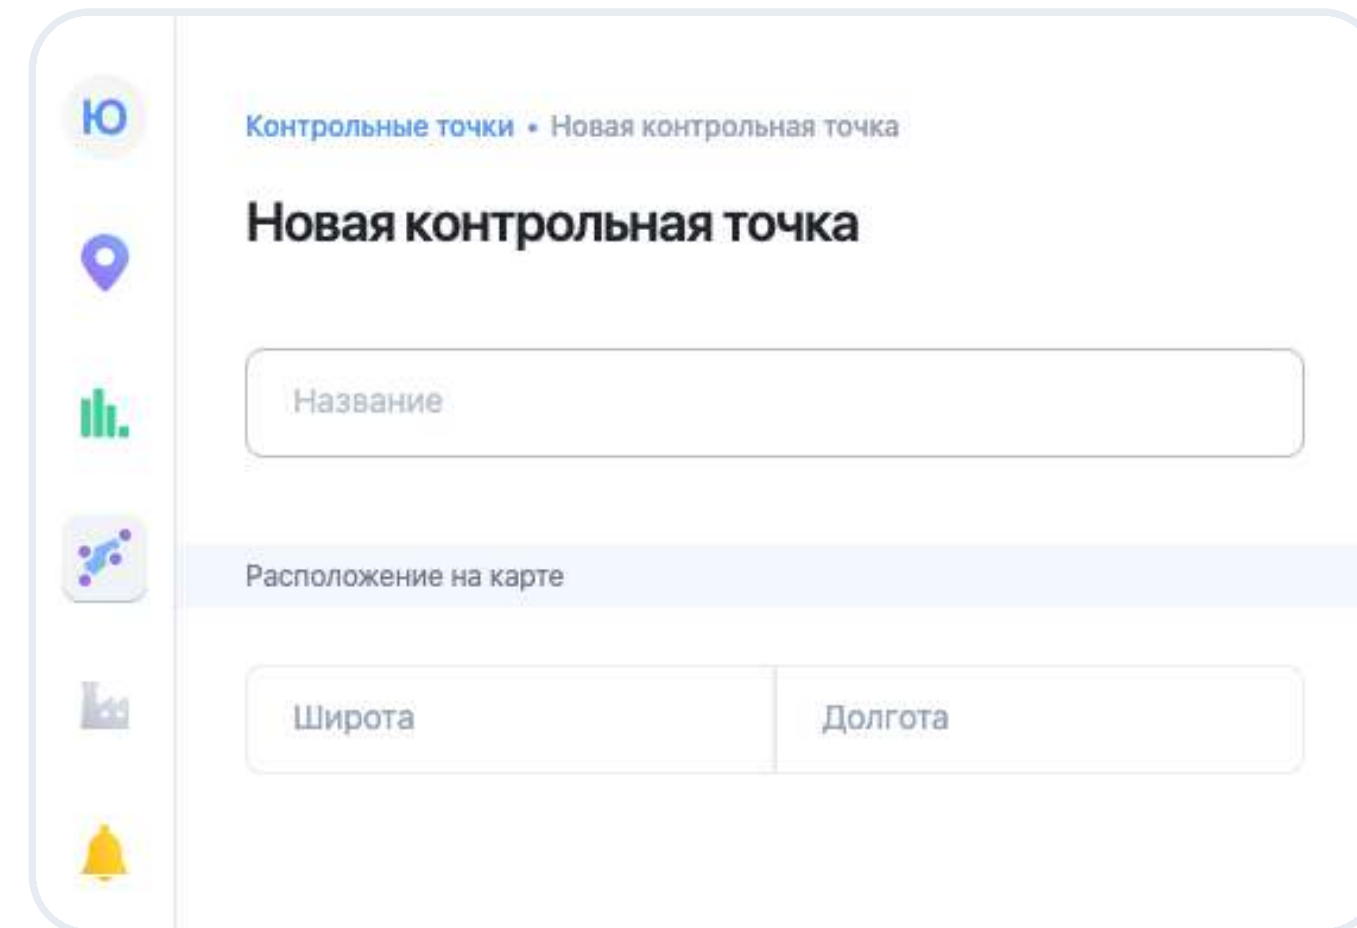 Ю
Контрольные точки • Новая контрольная точка
Новая контрольная точка
Название
Расположение на карте
Широта Долгота